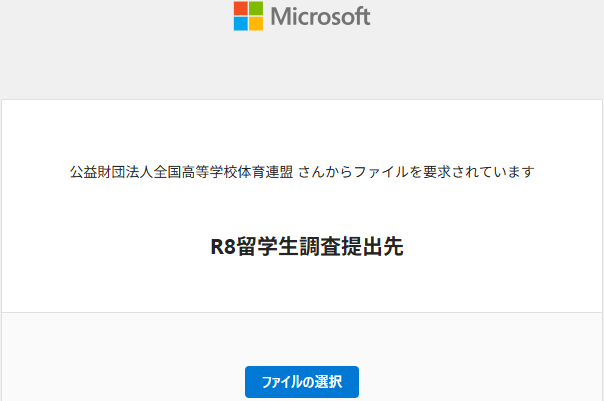 Microsoft
公益財団法人全国高等学校体育連盟 さんからファイルを要求されています
R8留学生調査提出先
ファイルの選択